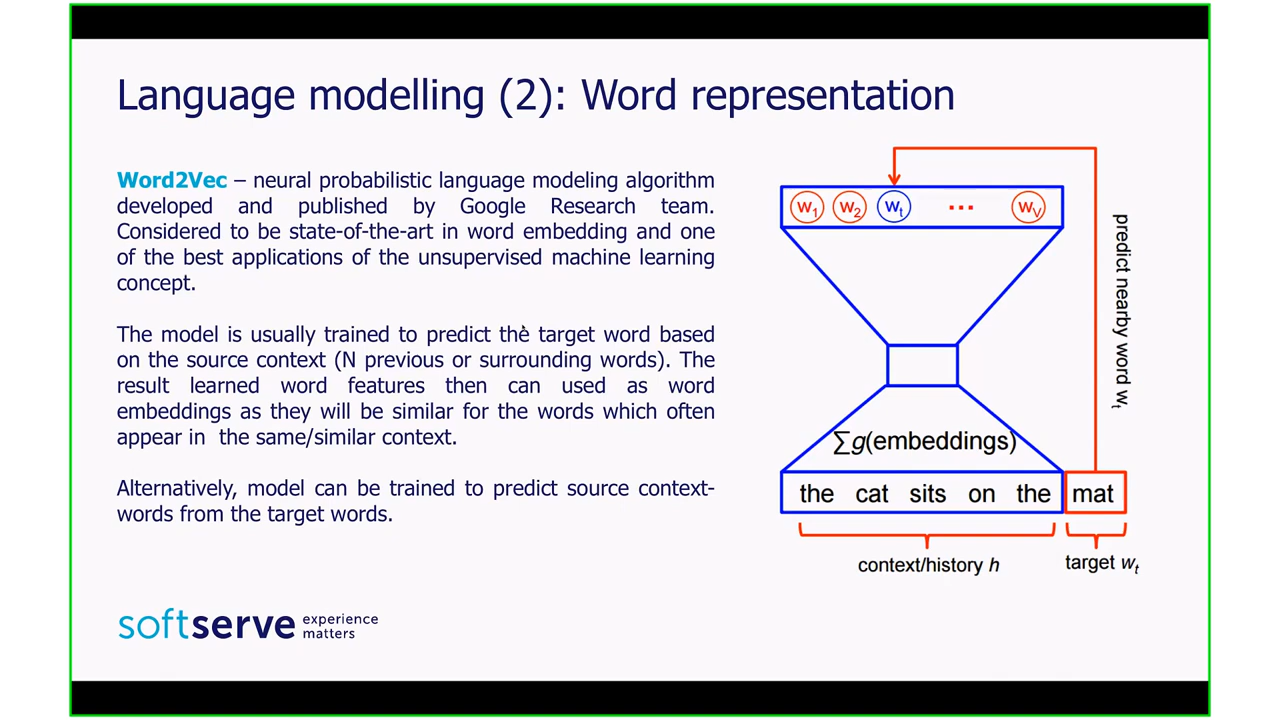 Language modelling (2): Word representation
Word2Vec – neural probabilistic language modeling algorithm
developed and published by Google Research team.
Considered to be state-of-the-art in word embedding and one
of the best applications of the unsupervised machine learning
concept.
The model is usually trained to predict the target word based
on the source context (N previous or surrounding words). The
result learned word features then can used as word
embeddings as they will be similar for the words which often
appear in the same/similar context.
Alternatively, model can be trained to predict source context-
words from the target words.
w1 w2 wt ... wV
predict nearby word wt
∑g(embeddings)
the cat sits on the mat
context/history h
target wt
softserve experience
matters